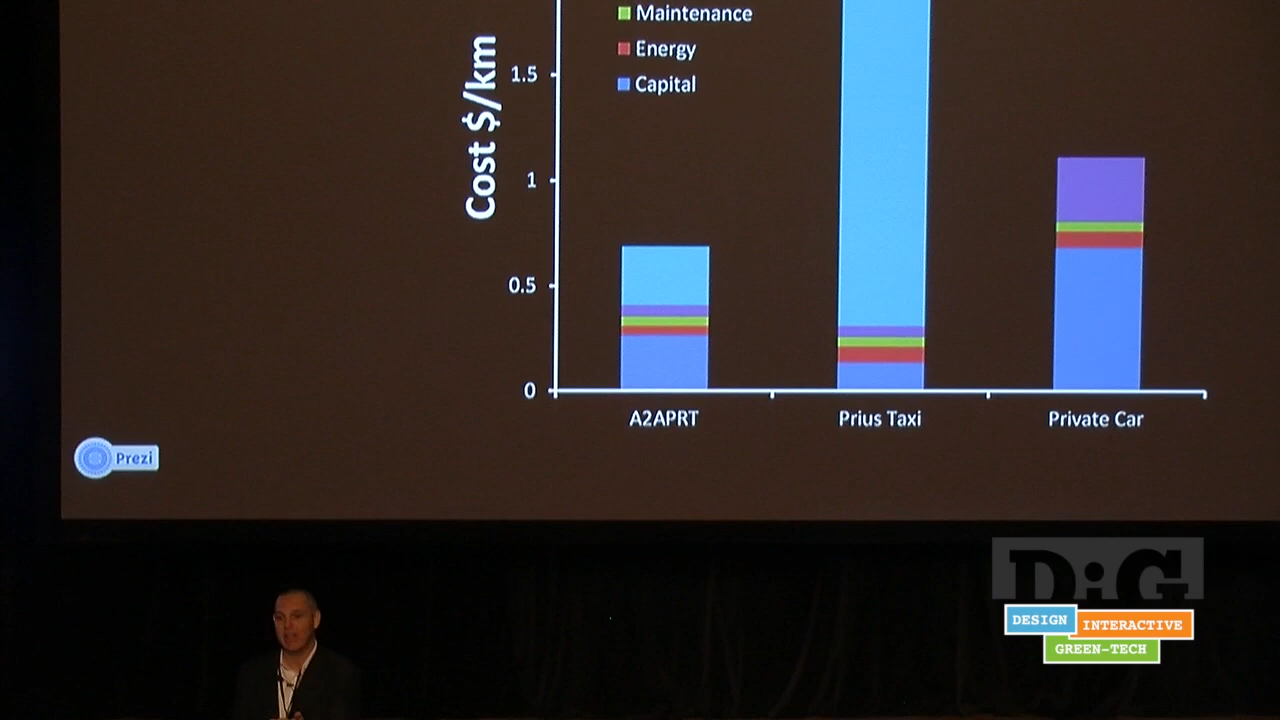 Maintenance
Energy
Capital
Cost $/km
1.5
1
0.5
0
A2APRT
Prius Taxi
Private Car
Prezi
DiG
DESIGN
INTERACTIVE
GREEN-TECH